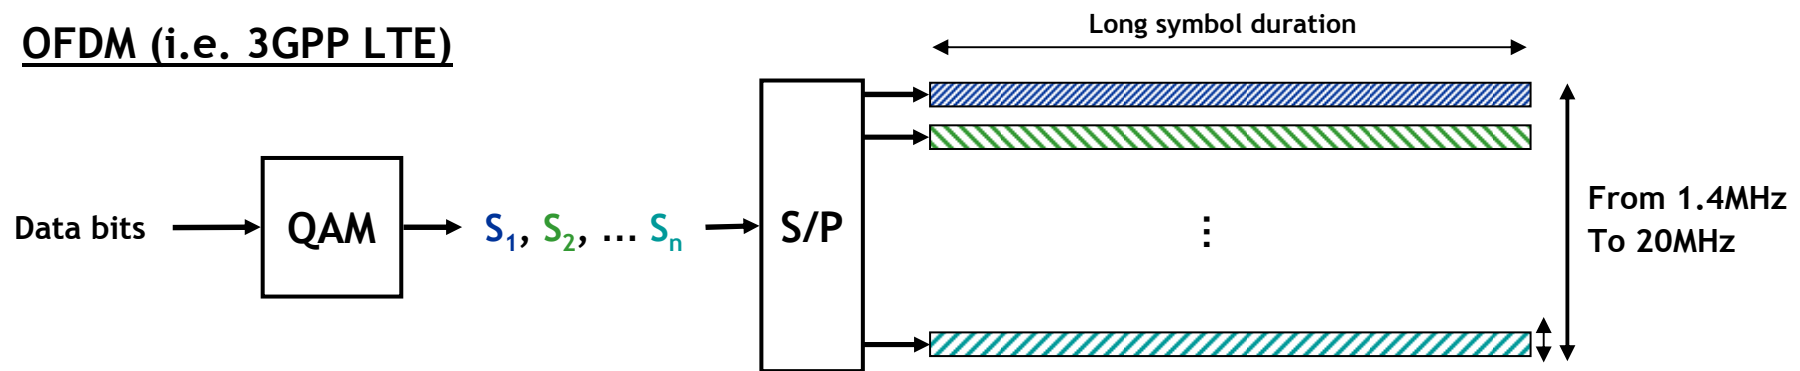 OFDM (i.e. 3GPP LTE)
Long symbol duration
Data bits
QAM
S1, S2, ... Sn
S/P
⋮
From 1.4MHz
To 20MHz